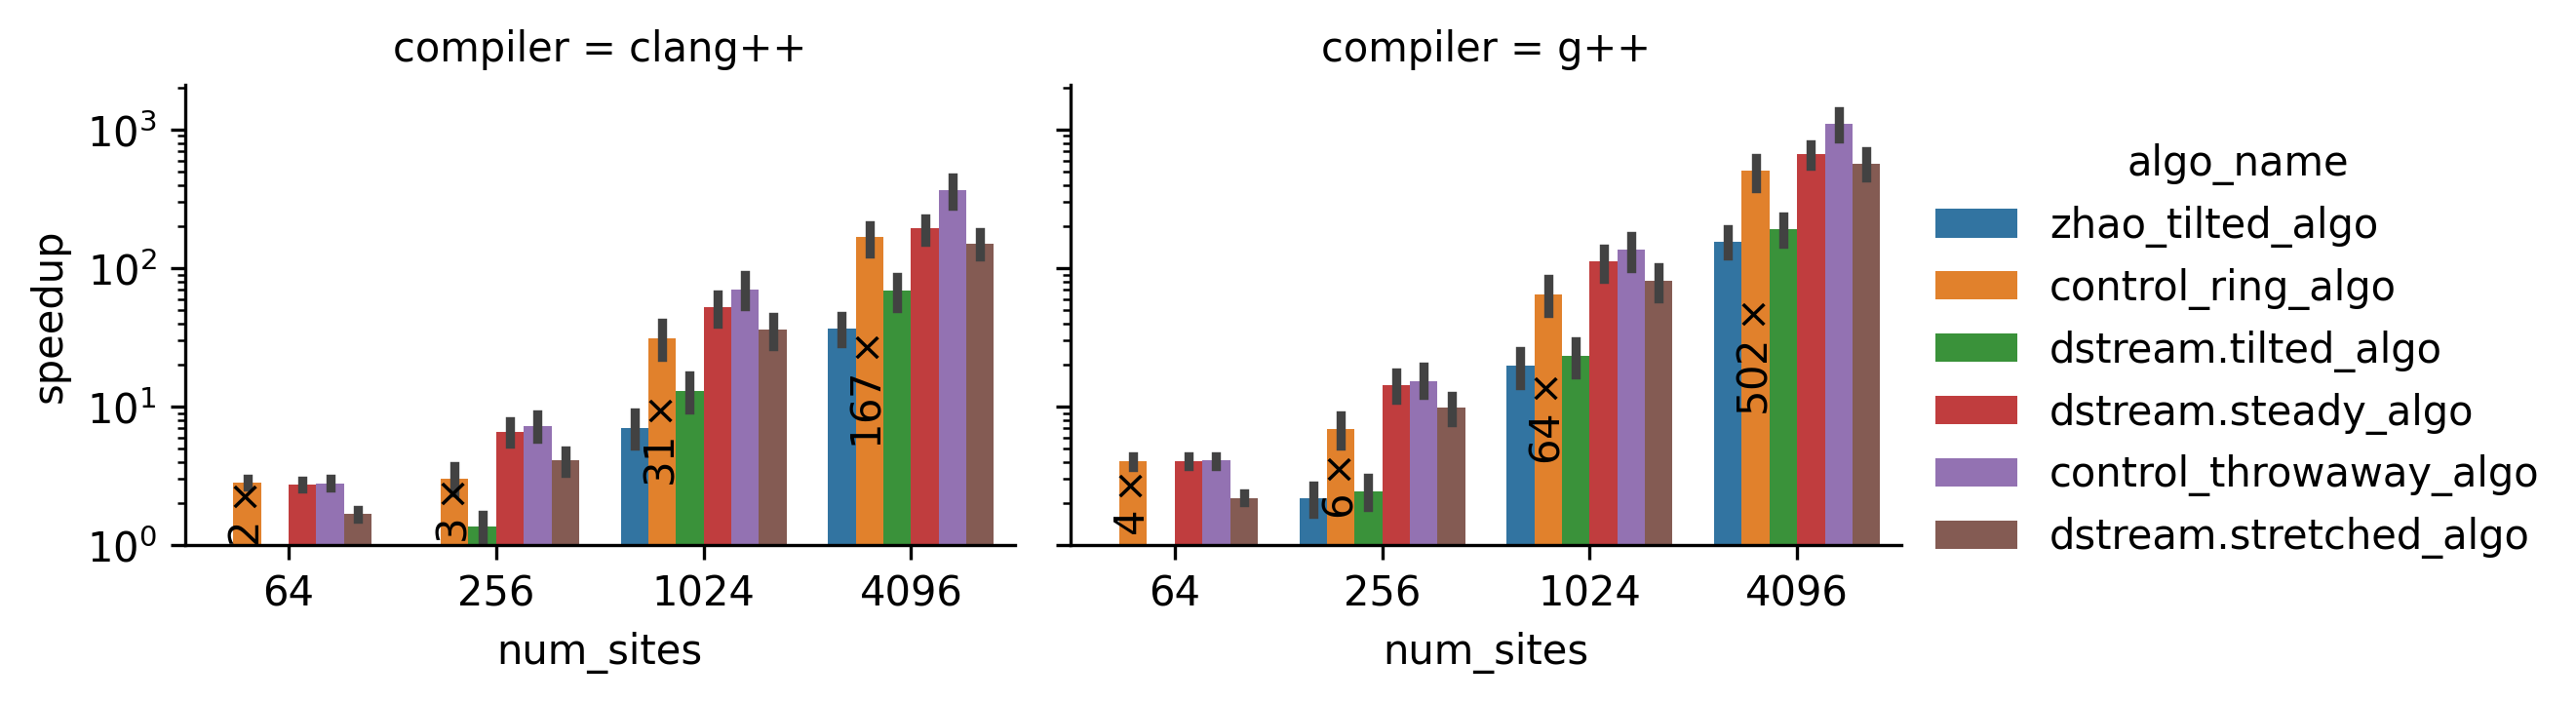 compiler = clang++
compiler = g++
speedup
10³
10²
10¹
10⁰
2×
3×
31×
167×
4×
6×
64×
502×
64
256
1024
4096
64
256
1024
4096
num_sites
num_sites
algo_name
zhao_tilted_algo
control_ring_algo
dstream.tilted_algo
dstream.steady_algo
control_throwaway_algo
dstream.stretched_algo